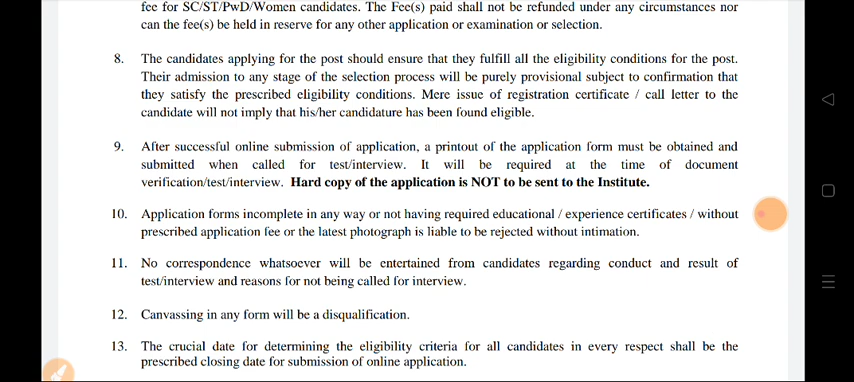 fee for SC/ST/PwD/Women candidates. The Fee(s) paid shall not be refunded under any circumstances nor
can the fee(s) be held in reserve for any other application or examination or selection.
8. The candidates applying for the post should ensure that they fulfill all the eligibility conditions for the post.
Their admission to any stage of the selection process will be purely provisional subject to confirmation that
they satisfy the prescribed eligibility conditions. Mere issue of registration certificate / call letter to the
candidate will not imply that his/her candidature has been found eligible.
9. After successful online submission of application, a printout of the application form must be obtained and
submitted when called for test/interview. It will be required at the time of document
verification/test/interview. Hard copy of the application is NOT to be sent to the Institute.
10. Application forms incomplete in any way or not having required educational / experience certificates / without
prescribed application fee or the latest photograph is liable to be rejected without intimation.
11. No correspondence whatsoever will be entertained from candidates regarding conduct and result of
test/interview and reasons for not being called for interview.
12. Canvassing in any form will be a disqualification.
13. The crucial date for determining the eligibility criteria for all candidates in every respect shall be the
prescribed closing date for submission of online application.